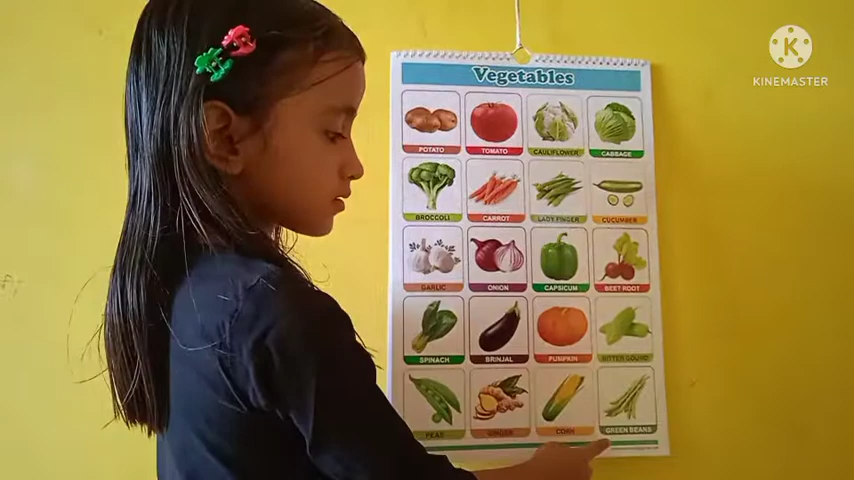 Vegetables
POTATO
TOMATO
CAULIFLOWER
CABBAGE
BROCCOLI
CARROT
LADY FINGER
CUCUMBER
GARLIC
ONION
CAPSICUM
BEET ROOT
SPINACH
BRINJAL
PUMPKIN
BITTER GOURD
PEAS
GINGER
CORN
GREEN BEANS
K
KINEMASTER